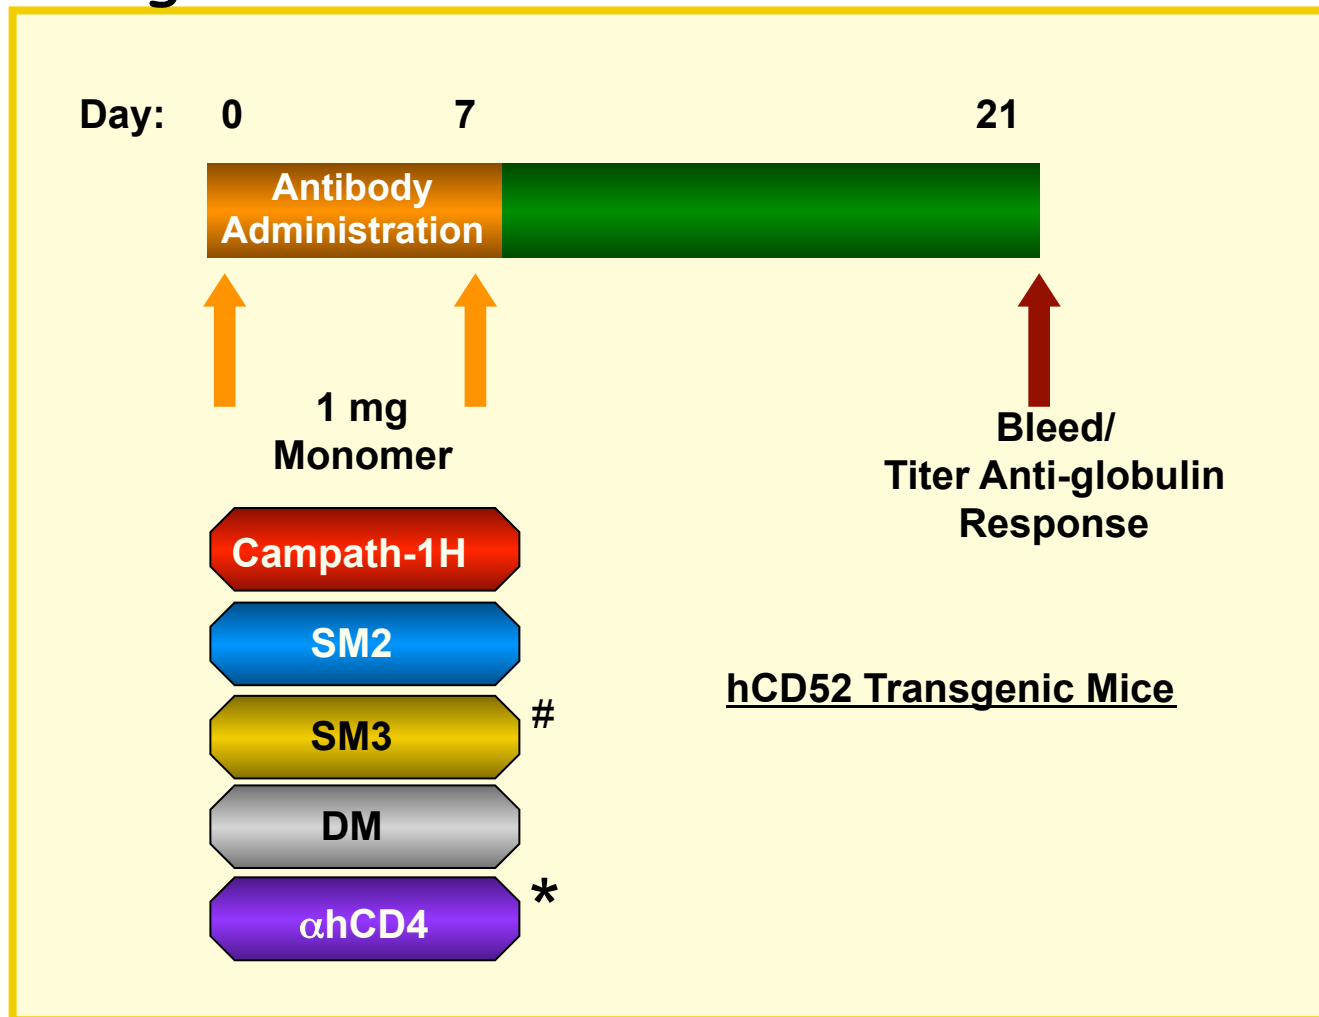 Day: 0 7 21
Antibody
Administration
1 mg
Monomer
Bleed/
Titer Anti-globulin
Response
Campath-1H
SM2
SM3 #
hCD52 Transgenic Mice
DM
αhCD4 *